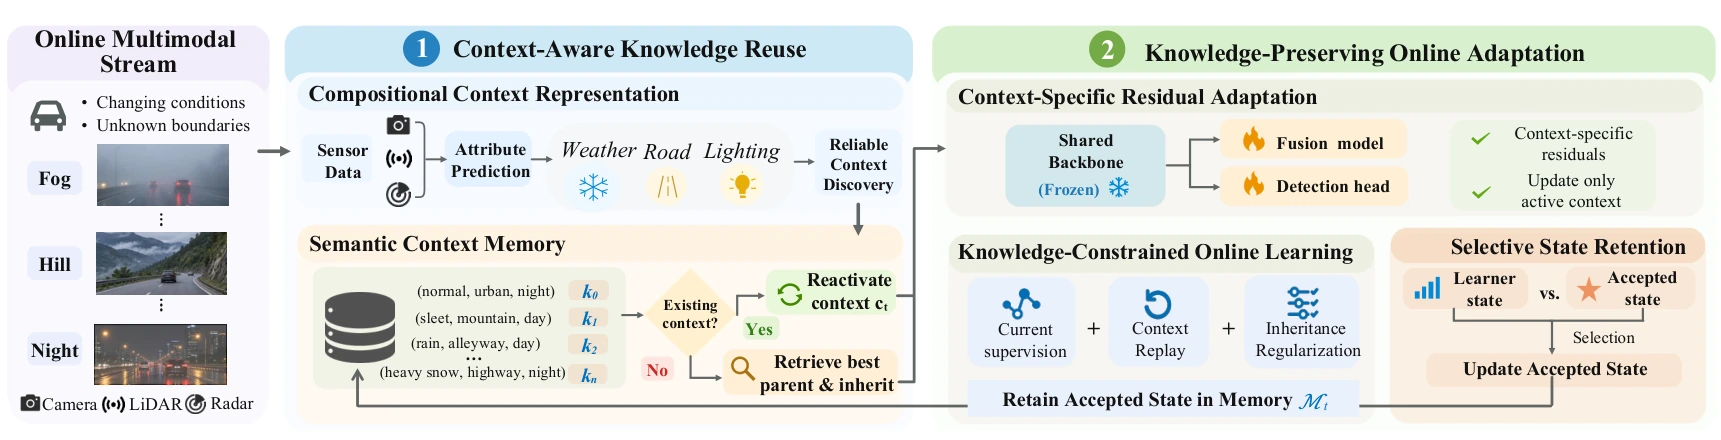 Online Multimodal
Stream
• Changing conditions
• Unknown boundaries
Fog
Hill
Night
Camera
LiDAR
Radar
1
Context-Aware Knowledge Reuse
Compositional Context Representation
Sensor
Data
Attribute
Prediction
Weather
Road
Lighting
Reliable
Context
Discovery
Semantic Context Memory
(normal, urban, night)
k0
(sleet, mountain, day)
k1
(rain, alleyway, day)
k2
...
(heavy snow, highway, night)
kn
Existing
context?
Yes
No
Reactivate
context ct
Retrieve best
parent & inherit
2
Knowledge-Preserving Online Adaptation
Context-Specific Residual Adaptation
Shared
Backbone
(Frozen)
Fusion model
Detection head
Context-specific
residuals
Update only
active context
Knowledge-Constrained Online Learning
Current
supervision
+
Context
Replay
+
Inheritance
Regularization
Selective State Retention
Learner
state
vs.
Accepted
state
Selection
Update Accepted State
Retain Accepted State in Memory ℳt